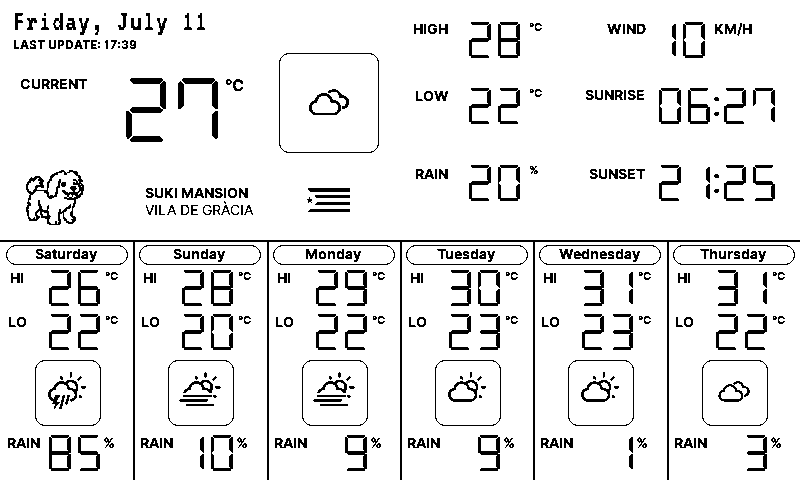 Friday, July 11
LAST UPDATE: 17:39
CURRENT 27 °C
HIGH 28 °C
WIND 10 KM/H
LOW 22 °C
SUNRISE 06:27
RAIN 20 %
SUNSET 21:25
SUKI MANSION
VILA DE GRÀCIA
Saturday
HI 26 °C
LO 22 °C
RAIN 85 %
Sunday
HI 28 °C
LO 20 °C
RAIN 10 %
Monday
HI 29 °C
LO 22 °C
RAIN 9 %
Tuesday
HI 30 °C
LO 23 °C
RAIN 9 %
Wednesday
HI 31 °C
LO 23 °C
RAIN 1 %
Thursday
HI 31 °C
LO 22 °C
RAIN 3 %